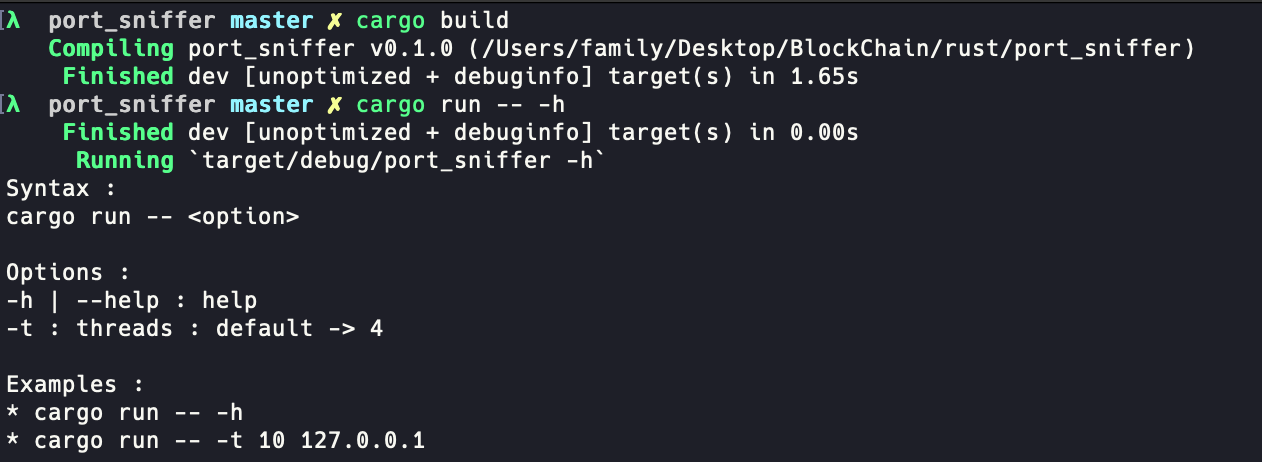 [λ port_sniffer master ✗ cargo build
Compiling port_sniffer v0.1.0 (/Users/family/Desktop/BlockChain/rust/port_sniffer)
Finished dev [unoptimized + debuginfo] target(s) in 1.65s
[λ port_sniffer master ✗ cargo run -- -h
Finished dev [unoptimized + debuginfo] target(s) in 0.00s
Running `target/debug/port_sniffer -h`
Syntax :
cargo run -- <option>
Options :
-h | --help : help
-t : threads : default -> 4
Examples :
* cargo run -- -h
* cargo run -- -t 10 127.0.0.1